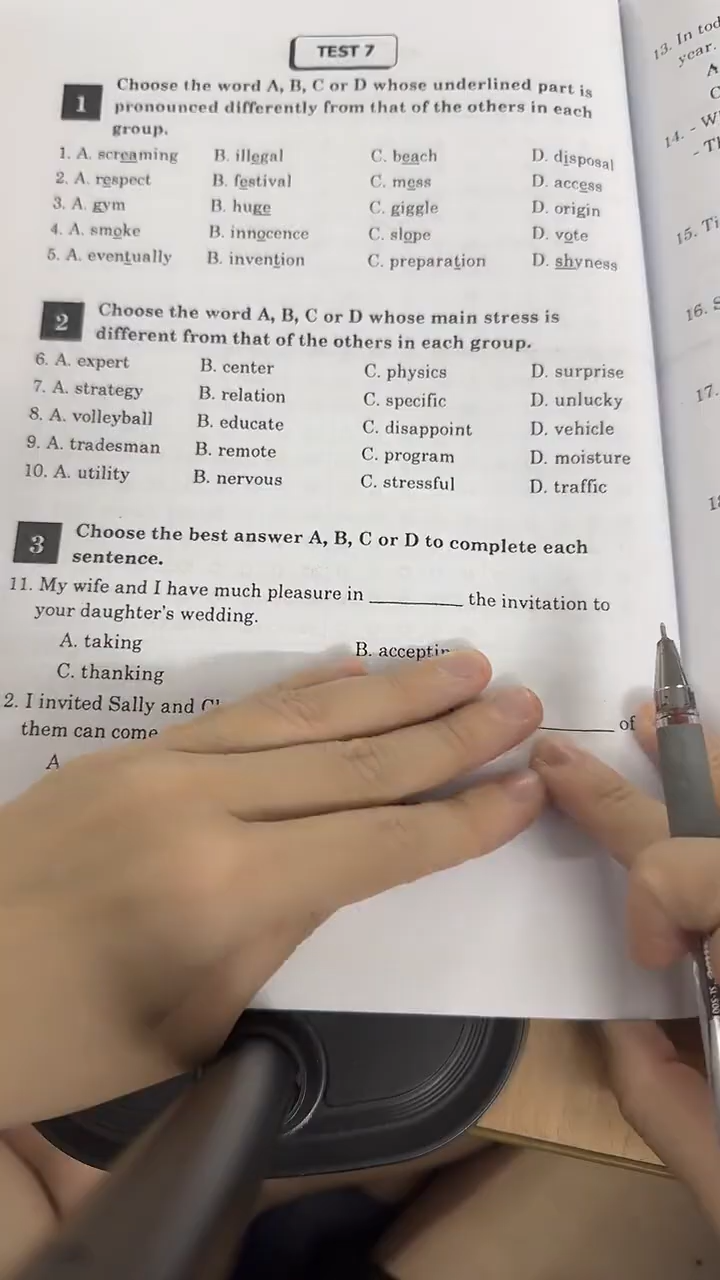 TEST 7
1 Choose the word A, B, C or D whose underlined part is
pronounced differently from that of the others in each
group.
1. A. screaming B. illegal C. beach D. disposal
2. A. respect B. festival C. mess D. access
3. A. gym B. huge C. giggle D. origin
4. A. smoke B. innocence C. slope D. vote
5. A. eventually B. invention C. preparation D. shyness
2 Choose the word A, B, C or D whose main stress is
different from that of the others in each group.
6. A. expert B. center C. physics D. surprise
7. A. strategy B. relation C. specific D. unlucky
8. A. volleyball B. educate C. disappoint D. vehicle
9. A. tradesman B. remote C. program D. moisture
10. A. utility B. nervous C. stressful D. traffic
3 Choose the best answer A, B, C or D to complete each
sentence.
11. My wife and I have much pleasure in ________ the invitation to
your daughter's wedding.
A. taking B.
C. thanking
2. I invited Sally and ________ of
them can come
A
13. In
year.
A
C
14. - W
15. Ti
16. S
17.